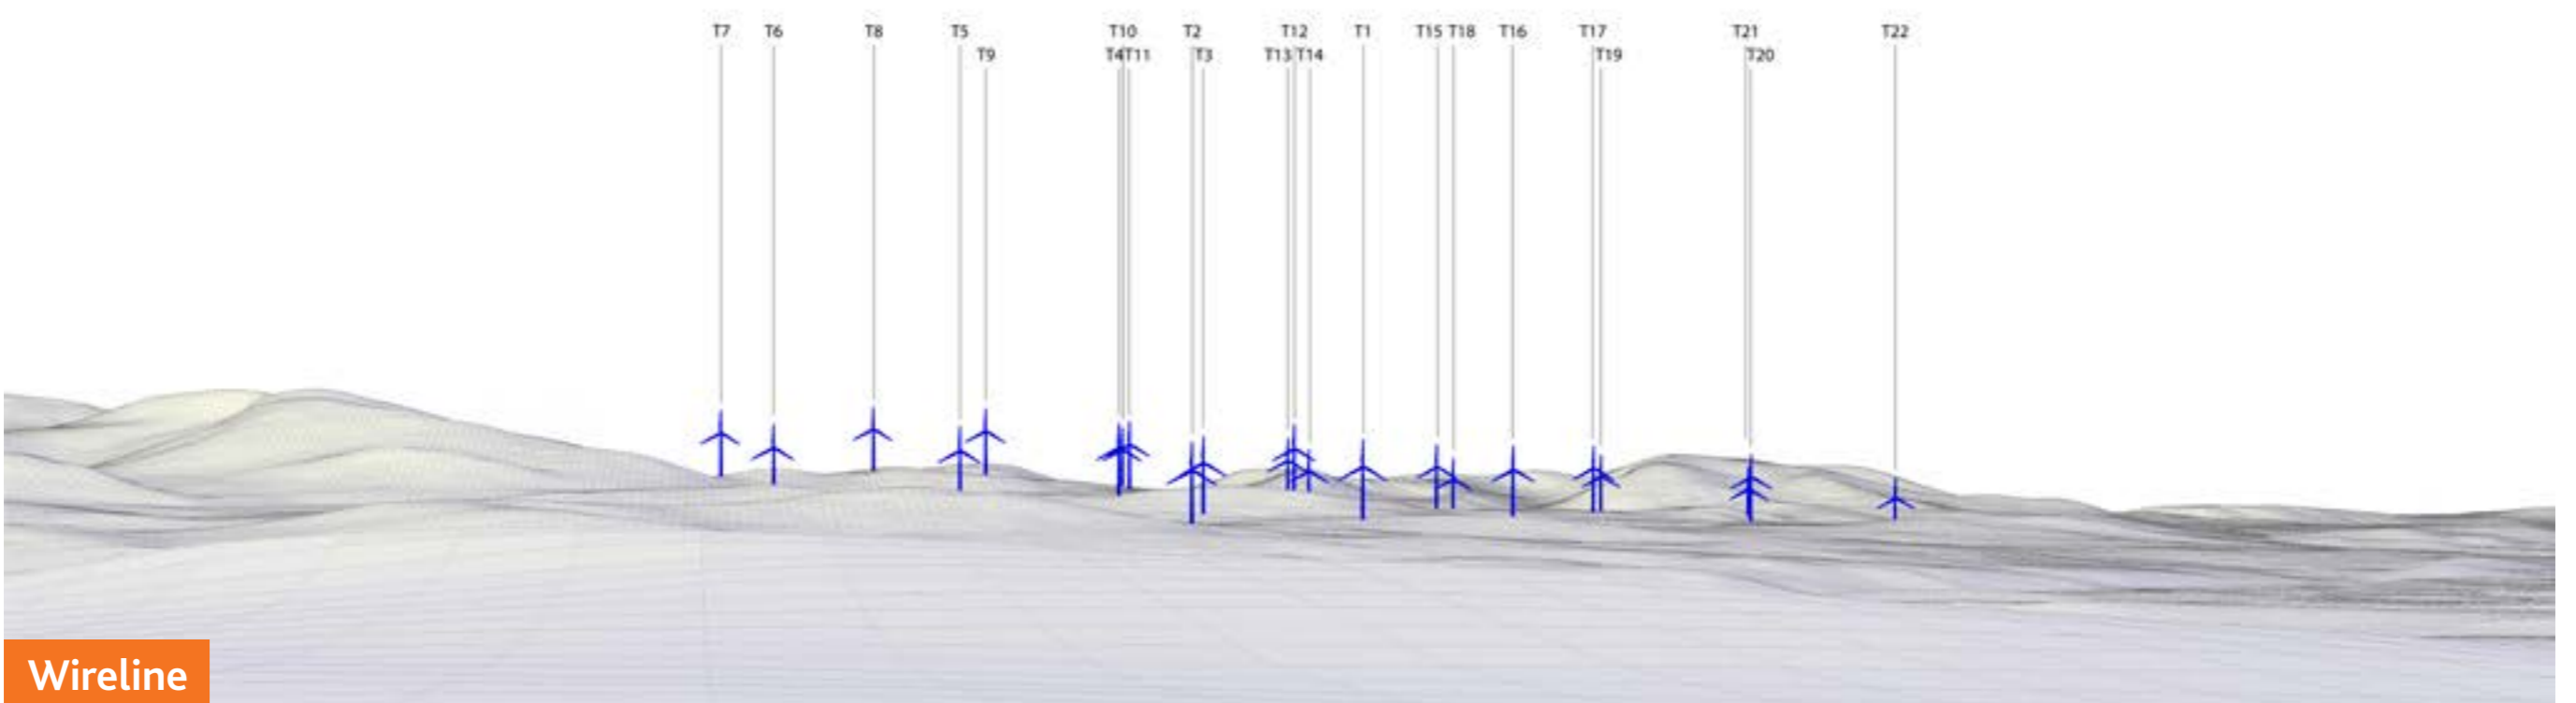 T7 T6 T8 T5 T10 T2 T12 T1 T15 T18 T16 T17 T21 T22
T9 T4 T11 T3 T13 T14 T19 T20
Wireline